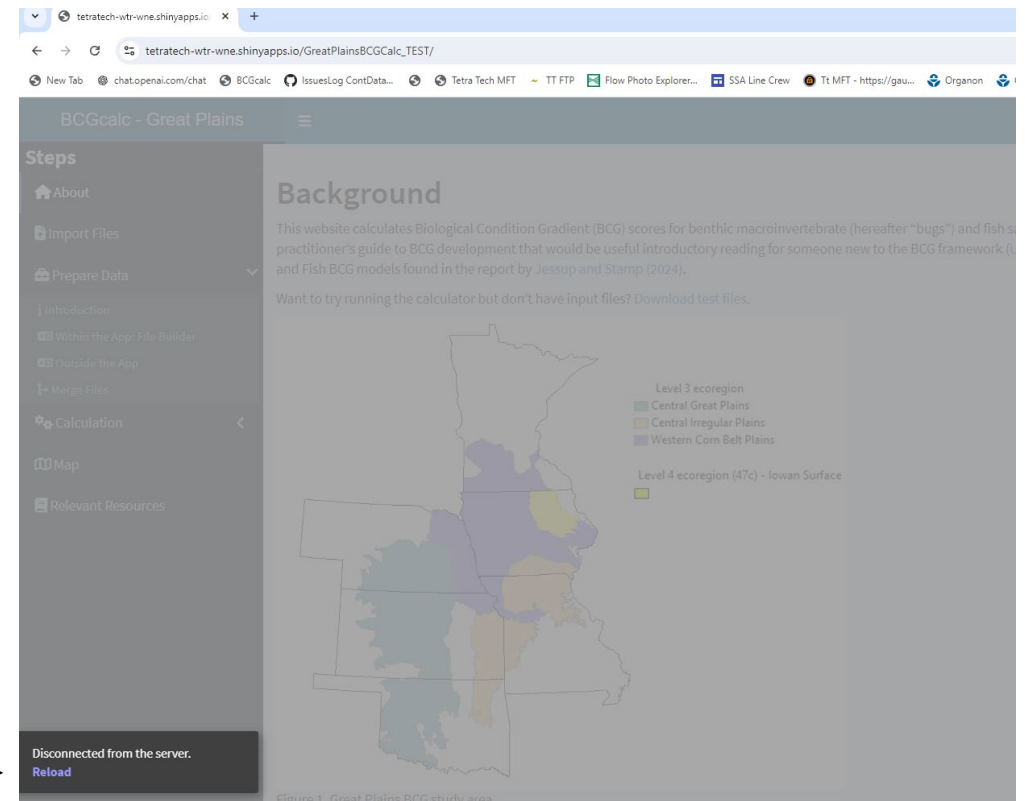 tetratech-wtr-wne.shinyapps.io
tetratech-wtr-wne.shinyapps.io/GreatPlainsBCGCalc_TEST/
New Tab chat.openai.com/chat BCGcalc IssuesLog ContData... Tetra Tech MFT TT FTP Flow Photo Explorer... SSA Line Crew Tt MFT - https://gau... Organon
BCGcalc - Great Plains
Steps
About
Import Files
Prepare Data
Introduction
Within the App: File Builder
Outside the App
Merge Files
Calculation
Map
Relevant Resources
Background
This website calculates Biological Condition Gradient (BCG) scores for benthic macroinvertebrate (hereafter "bugs") and fish
practitioner's guide to BCG development that would be useful introductory reading for someone new to the BCG framework
and Fish BCG models found in the report by Jessup and Stamp (2024).
Want to try running the calculator but don't have input files? Download test files.
Level 3 ecoregion
Central Great Plains
Central Irregular Plains
Western Corn Belt Plains
Level 4 ecoregion (47c) - Iowan Surface
Figure 1. Great Plains BCG study area
Disconnected from the server.
Reload